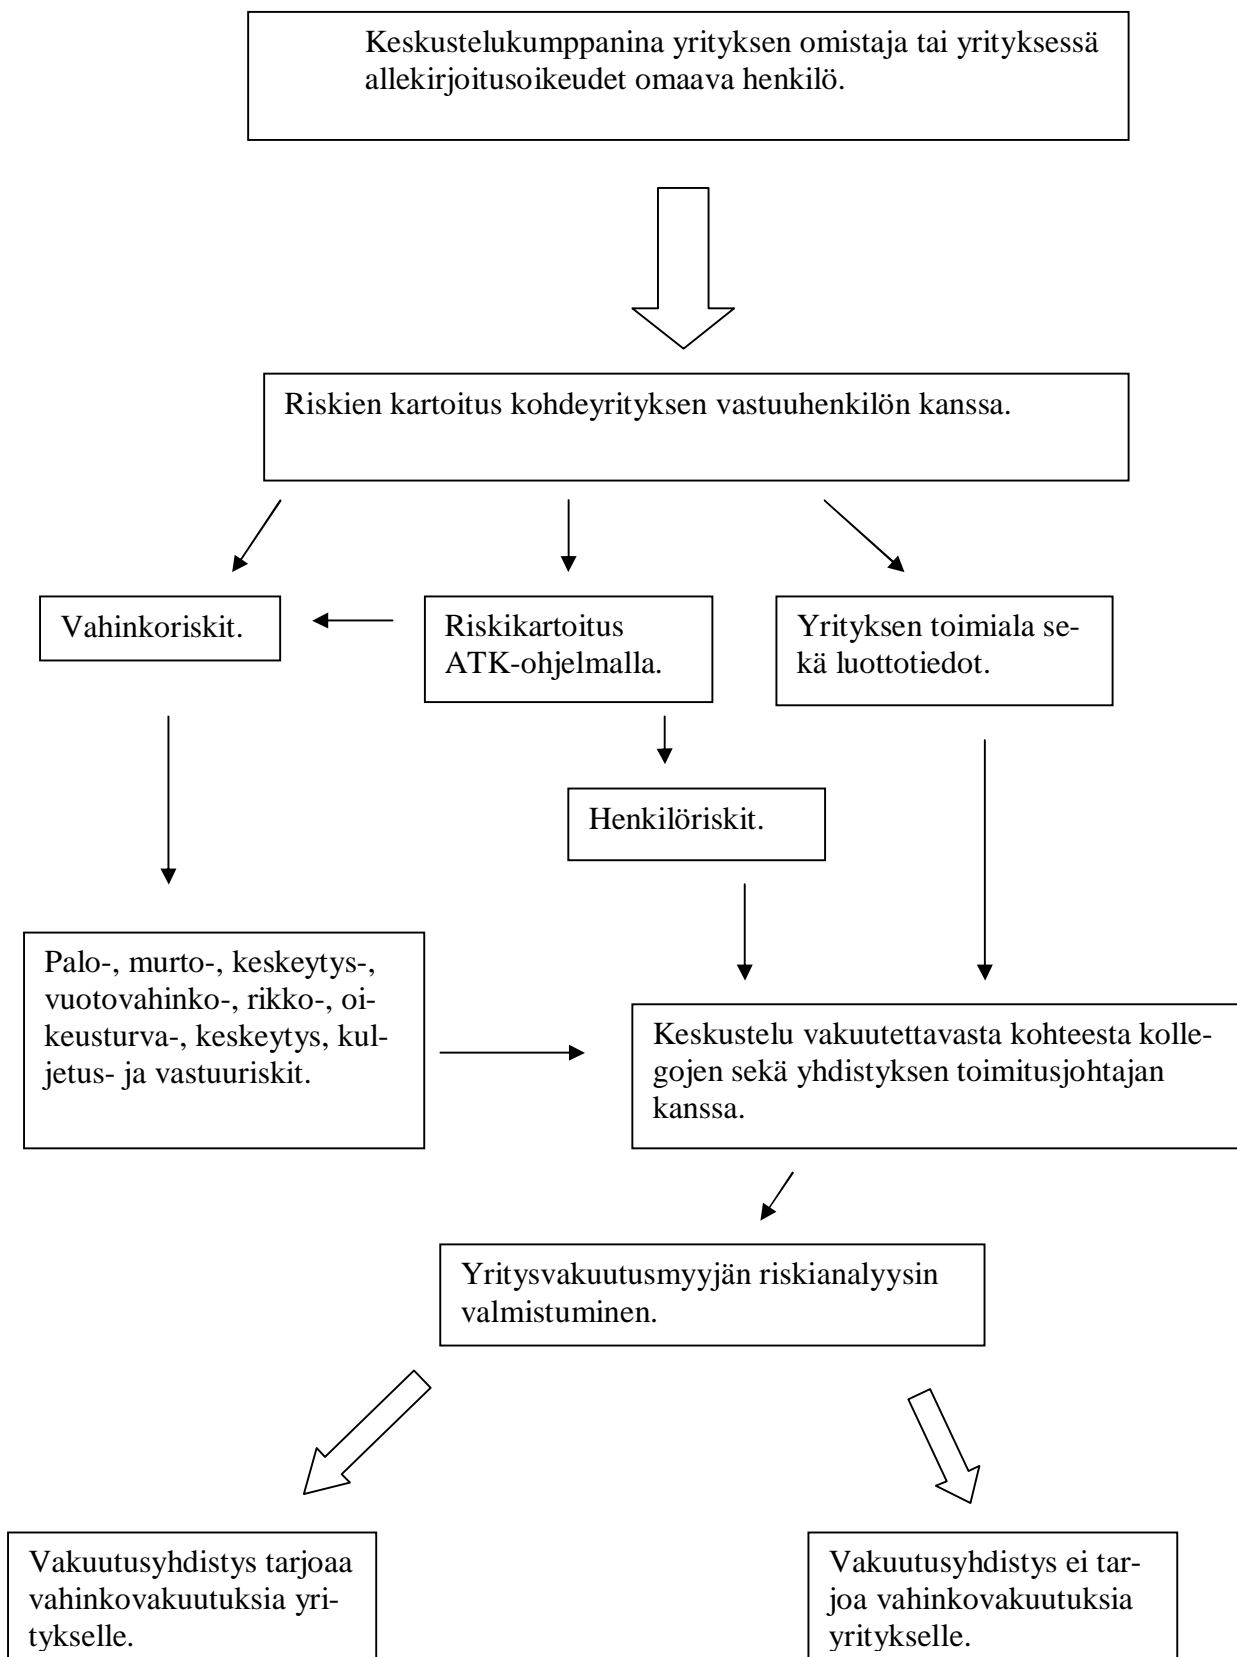 Keskustelukumppanina yrityksen omistaja tai yrityksessä
allekirjoitusoikeudet omaava henkilö.
Riskien kartoitus kohdeyrityksen vastuuhenkilön kanssa.
Vahinkoriskit.
Riskikartoitus
ATK-ohjelmalla.
Yrityksen toimiala se-
kä luottotiedot.
Henkilöriskit.
Palo-, murto-, keskeytys-,
vuotovahinko-, rikko-, oi-
keusturva-, keskeytys, kul-
jetus- ja vastuuriskit.
Keskustelu vakuutettavasta kohteesta kolle-
gojen sekä yhdistyksen toimitusjohtajan
kanssa.
Yritysvakuutusmyyjän riskianalyysin
valmistuminen.
Vakuutusyhdistys tarjoaa
vahinkovakuutuksia yri-
tykselle.
Vakuutusyhdistys ei tar-
joa vahinkovakuutuksia
yritykselle.